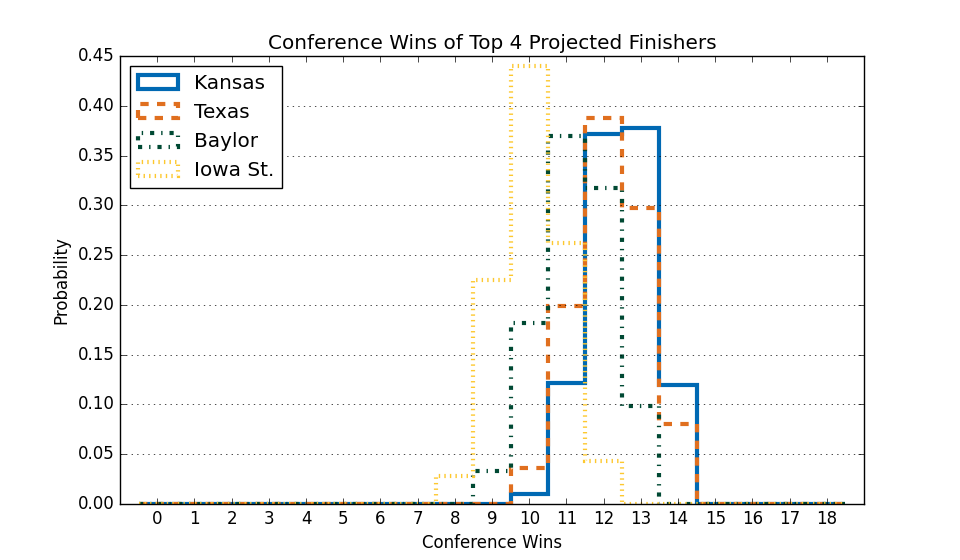 Conference Wins of Top 4 Projected Finishers
Kansas
Texas
Baylor
Iowa St.
0.45
0.40
0.35
0.30
0.25
0.20
0.15
0.10
0.05
0.00
Probability
0 1 2 3 4 5 6 7 8 9 10 11 12 13 14 15 16 17 18
Conference Wins